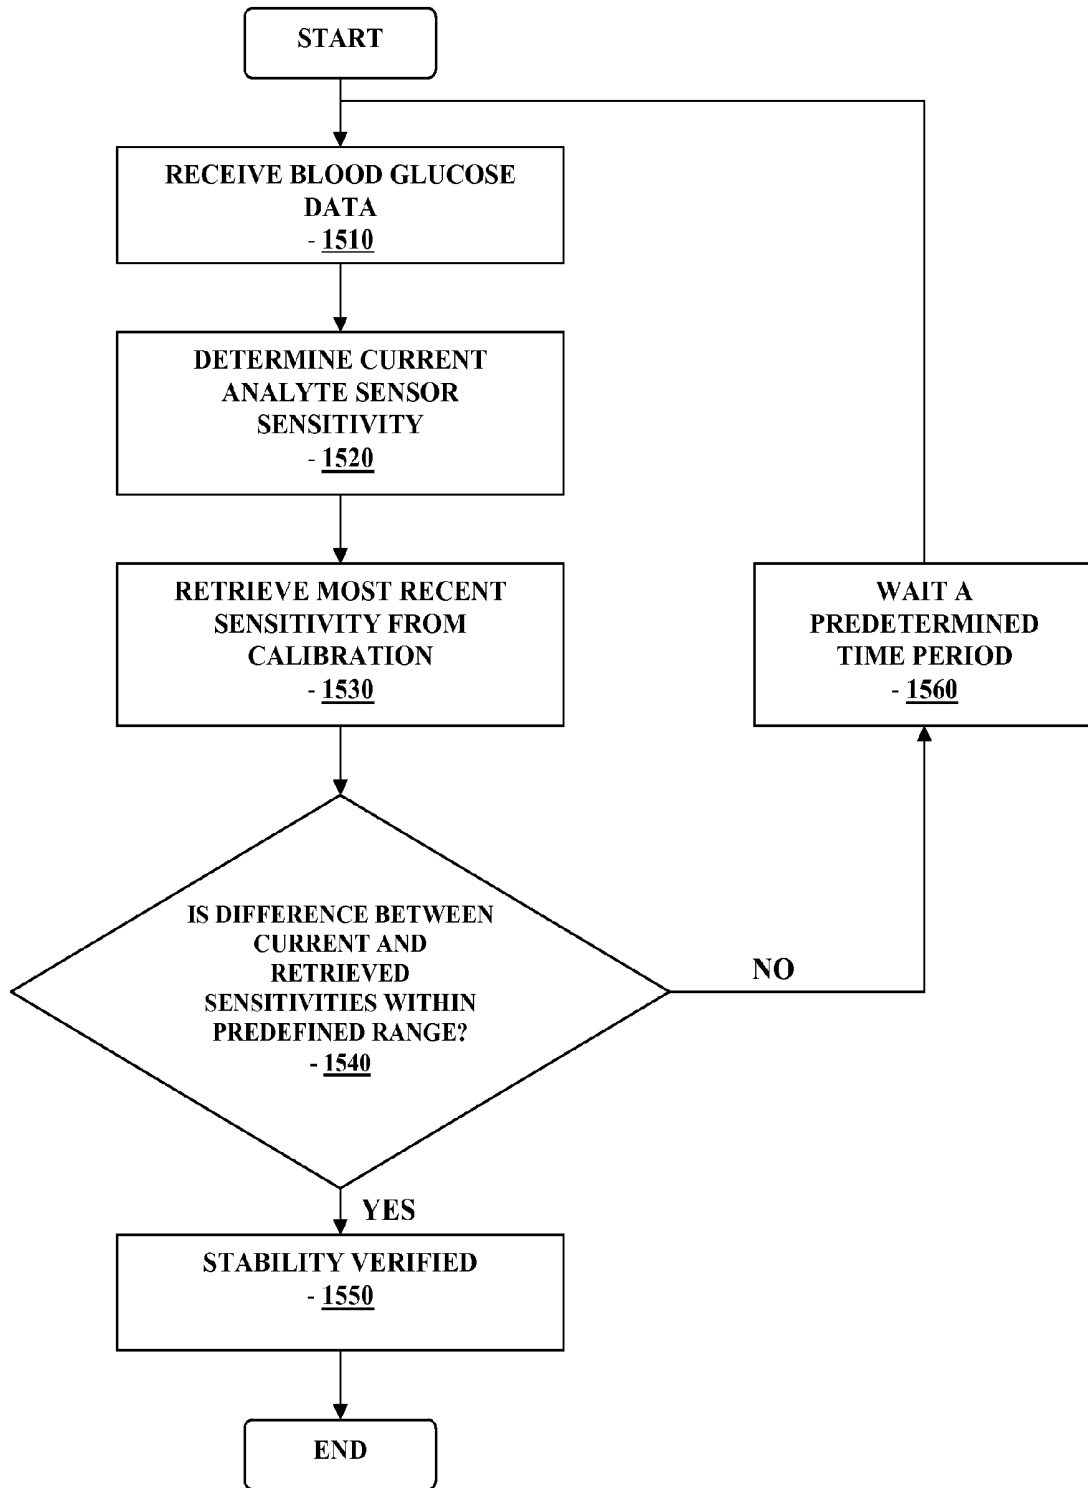 START
RECEIVE BLOOD GLUCOSE
DATA
- 1510
DETERMINE CURRENT
ANALYTE SENSOR
SENSITIVITY
- 1520
RETRIEVE MOST RECENT
SENSITIVITY FROM
CALIBRATION
- 1530
WAIT A
PREDETERMINED
TIME PERIOD
- 1560
IS DIFFERENCE BETWEEN
CURRENT AND
RETRIEVED
SENSITIVITIES WITHIN
PREDEFINED RANGE?
- 1540
NO
YES
STABILITY VERIFIED
- 1550
END